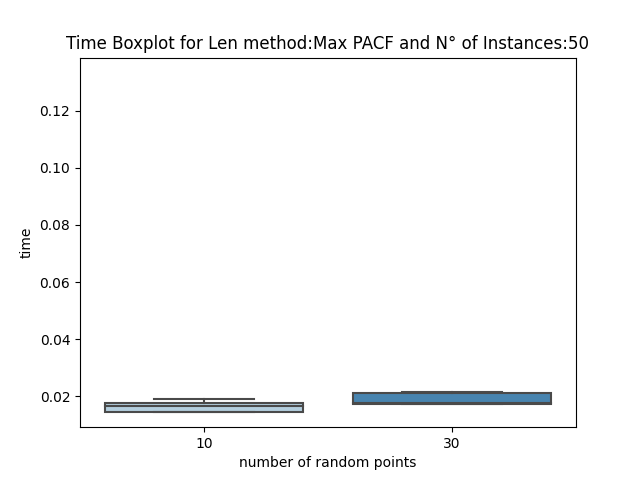 Time Boxplot for Len method:Max PACF and N° of Instances:50
0.12
0.10
0.08
0.06
0.04
0.02
time
10
30
number of random points